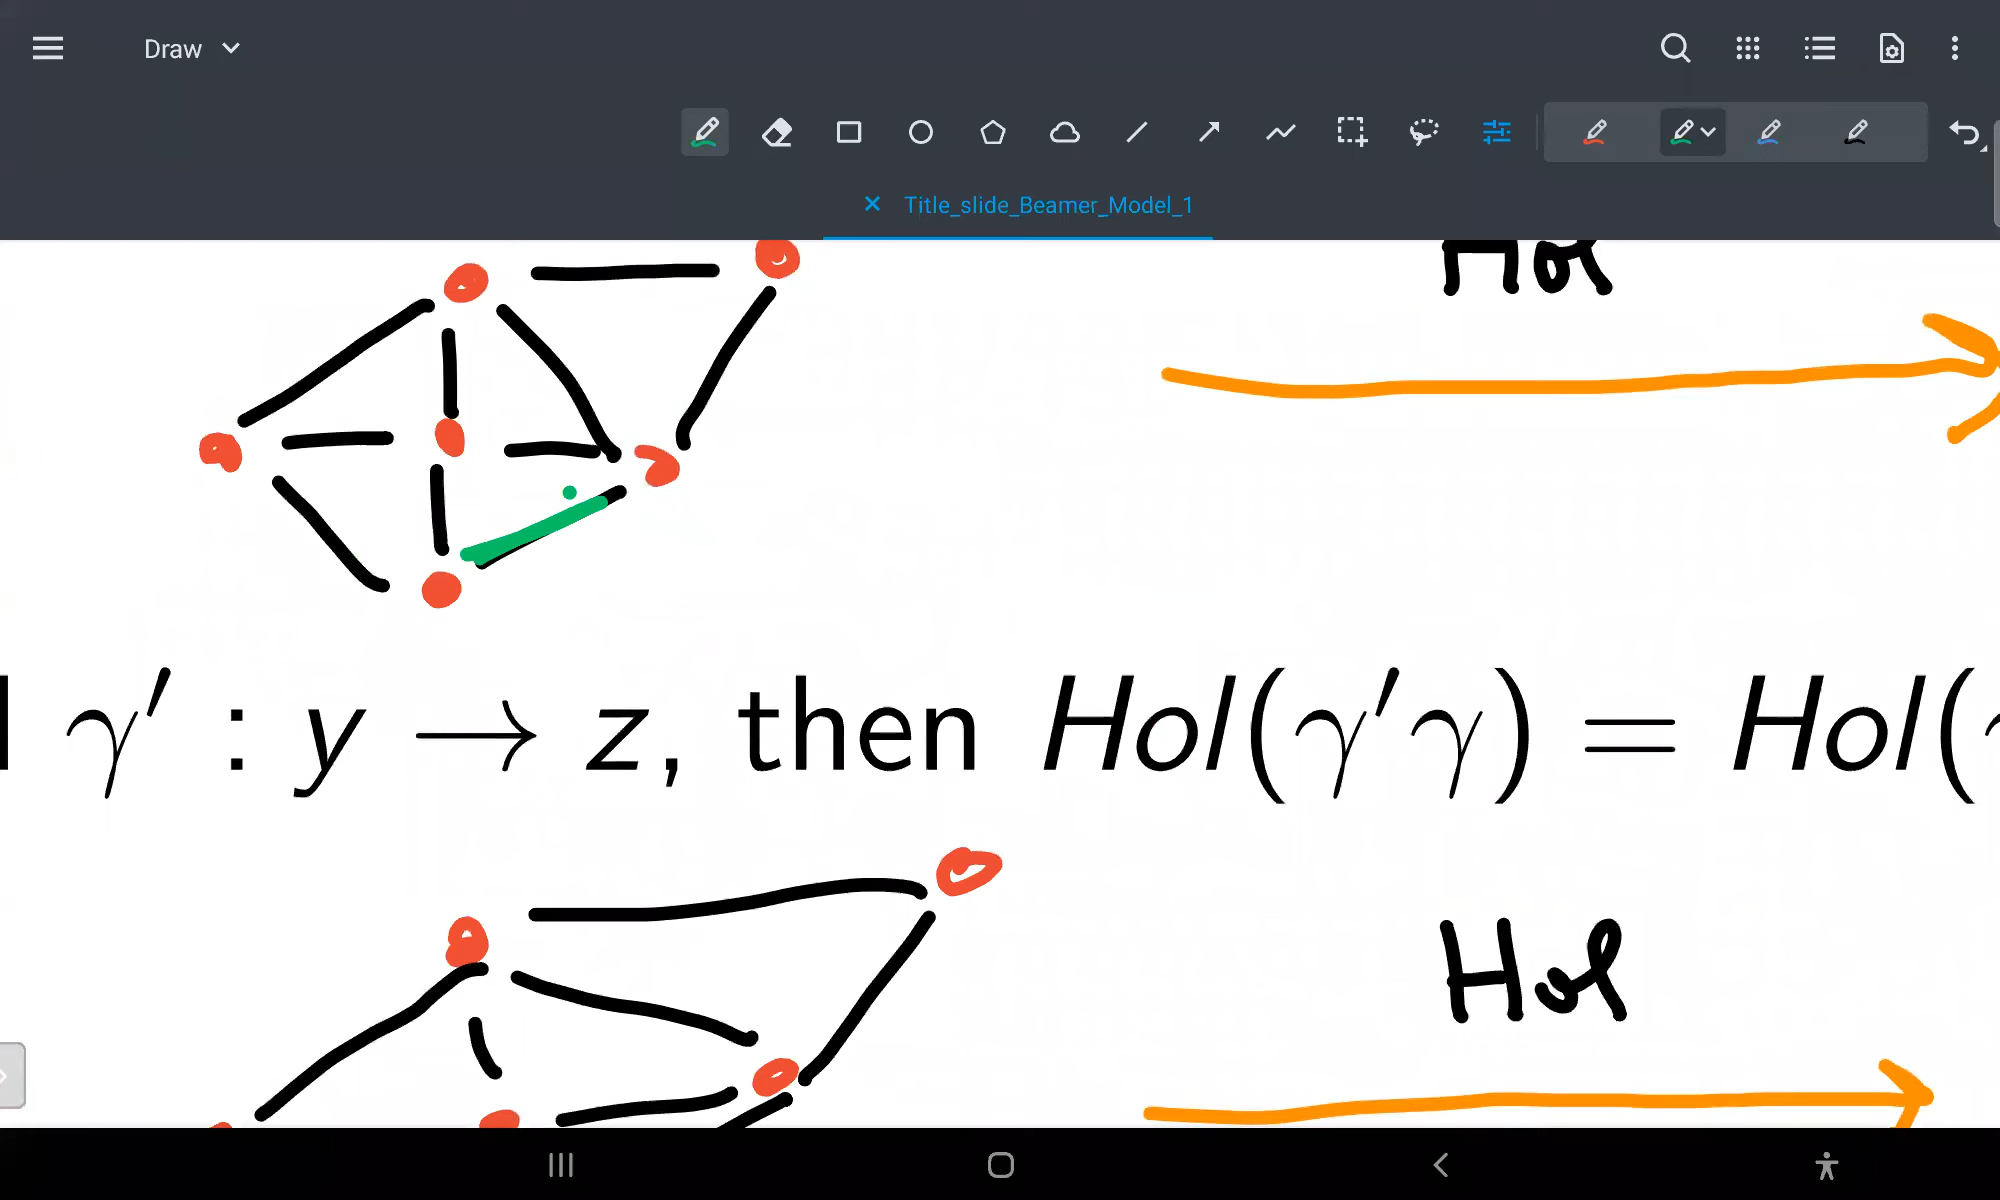 Draw
Title_slide_Beamer_Model_1
Hol
γ′ : y → z, then Hol(γ′γ) = Hol(
Hol